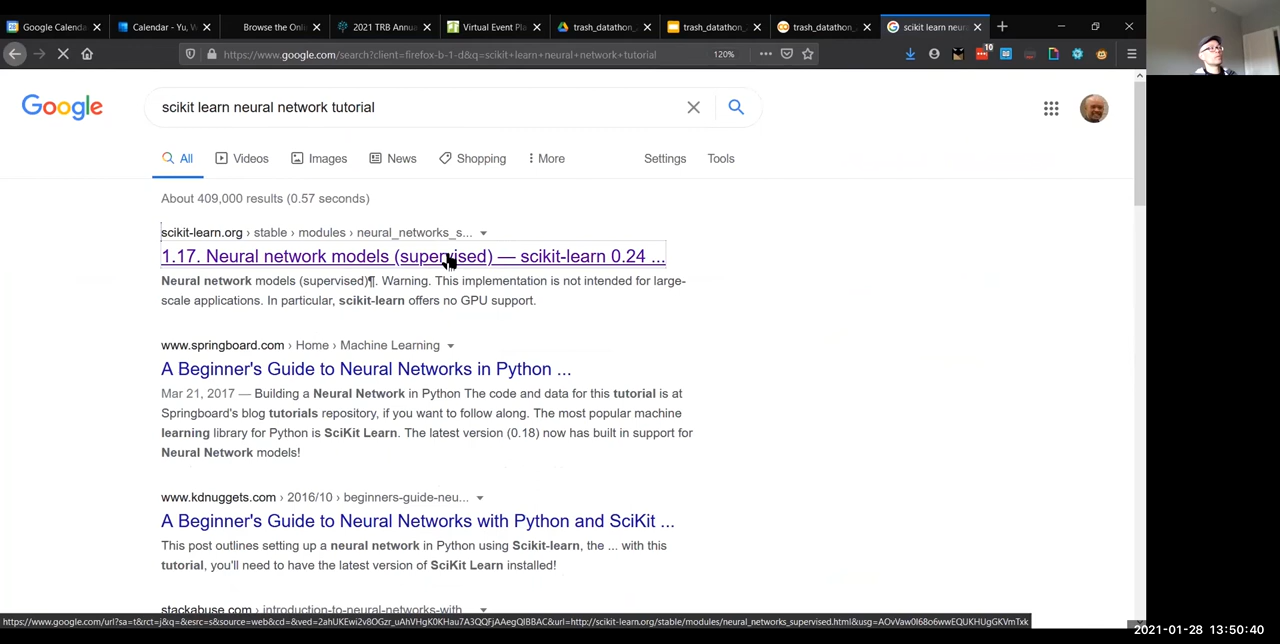 Google Calenda
Calendar - Yu, W
Browse the Onli
2021 TRB Annua
Virtual Event Pla
trash_datathon_
trash_datathon_
trash_datathon_
scikit learn neur
https://www.google.com/search?client=firefox-b-1-d&q=scikit+learn+neural+network+tutorial
120%
10
Google
scikit learn neural network tutorial
All
Videos
Images
News
Shopping
More
Settings
Tools
About 409,000 results (0.57 seconds)
scikit-learn.org › stable › modules › neural_networks_s...
1.17. Neural network models (supervised) — scikit-learn 0.24 ...
Neural network models (supervised)¶. Warning. This implementation is not intended for large-
scale applications. In particular, scikit-learn offers no GPU support.
www.springboard.com › Home › Machine Learning
A Beginner's Guide to Neural Networks in Python ...
Mar 21, 2017 — Building a Neural Network in Python The code and data for this tutorial is at
Springboard's blog tutorials repository, if you want to follow along. The most popular machine
learning library for Python is SciKit Learn. The latest version (0.18) now has built in support for
Neural Network models!
www.kdnuggets.com › 2016/10 › beginners-guide-neu...
A Beginner's Guide to Neural Networks with Python and SciKit ...
This post outlines setting up a neural network in Python using Scikit-learn, the ... with this
tutorial, you'll need to have the latest version of SciKit Learn installed!
stackabuse.com › introduction-to-neural-networks-with
2021-01-28 13:50:40